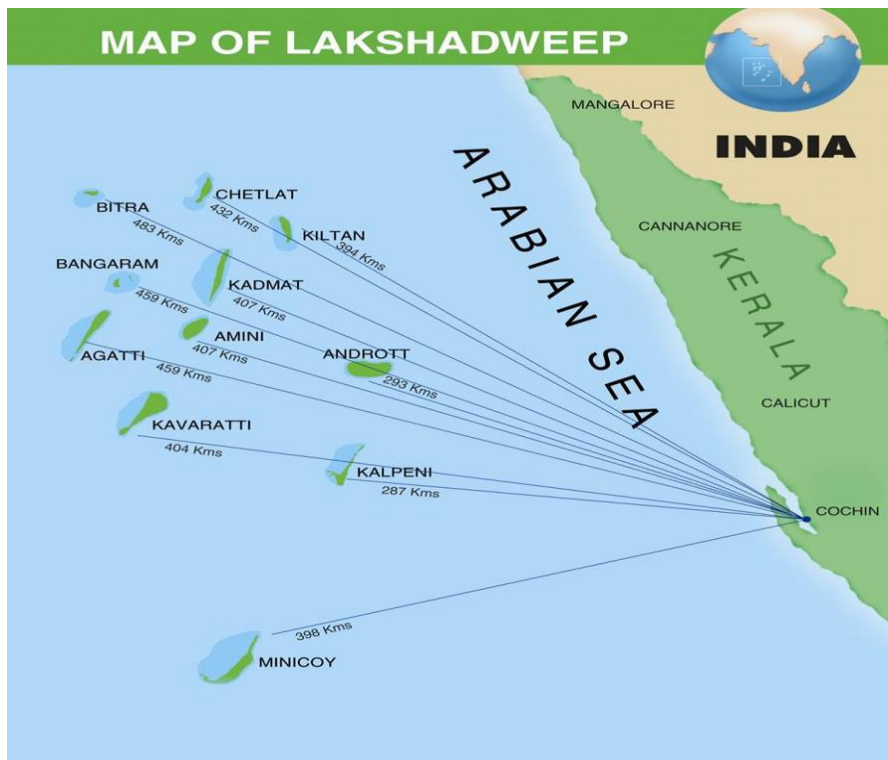 MAP OF LAKSHADWEEP
INDIA
MANGALORE
ARABIAN SEA
CANNANORE
KERALA
CALICUT
COCHIN
CHETLAT
432 Kms
BITRA
483 Kms
KILTAN
394 Kms
BANGARAM
459 Kms
KADMAT
407 Kms
AMINI
407 Kms
ANDROTT
293 Kms
AGATTI
459 Kms
KAVARATTI
404 Kms
KALPENI
287 Kms
398 Kms
MINICOY